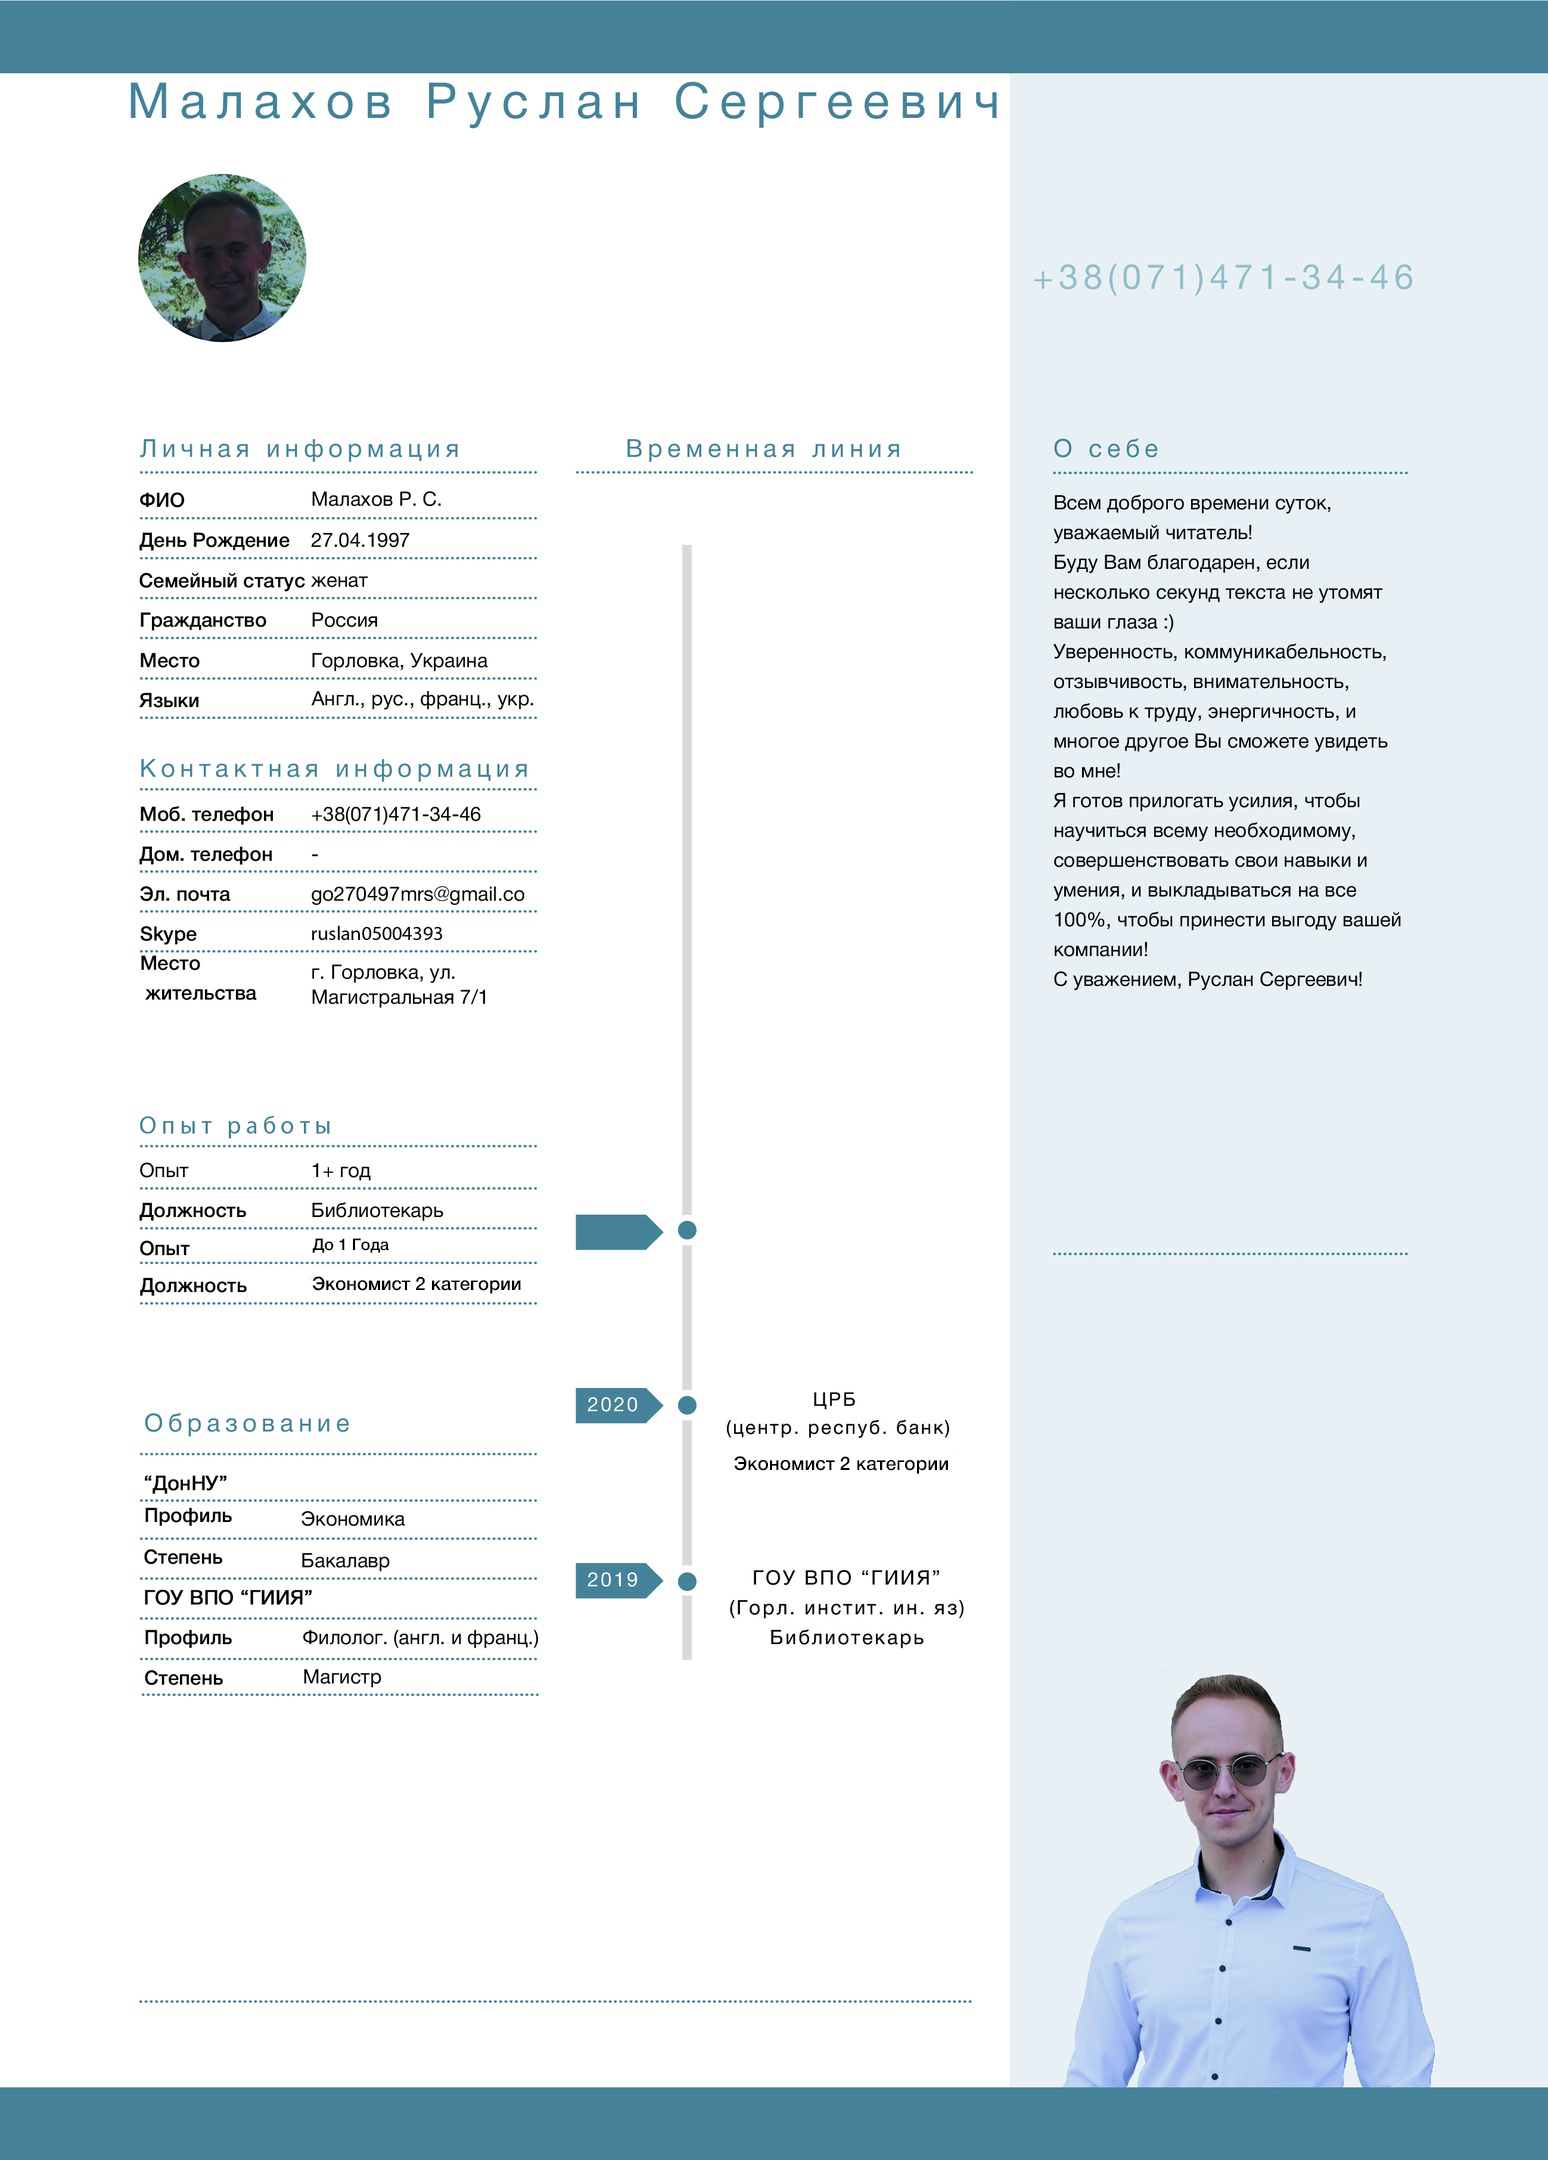 Малахов Руслан Сергеевич
+38(071)471-34-46
Личная информация
ФИО Малахов Р. С.
День Рождение 27.04.1997
Семейный статус женат
Гражданство Россия
Место Горловка, Украина
Языки Англ., рус., франц., укр.
Контактная информация
Моб. телефон +38(071)471-34-46
Дом. телефон -
Эл. почта go270497mrs@gmail.co
Skype ruslan05004393
Место
жительства
г. Горловка, ул.
Магистральная 7/1
Опыт работы
Опыт 1+ год
Должность Библиотекарь
Опыт До 1 Года
Должность Экономист 2 категории
Образование
“ДонНУ”
Профиль Экономика
Степень Бакалавр
ГОУ ВПО “ГИИЯ”
Профиль Филолог. (англ. и франц.)
Степень Магистр
Временная линия
2020
ЦРБ
(центр. респуб. банк)
Экономист 2 категории
2019
ГОУ ВПО “ГИИЯ”
(Горл. инстит. ин. яз)
Библиотекарь
О себе
Всем доброго времени суток,
уважаемый читатель!
Буду Вам благодарен, если
несколько секунд текста не утомят
ваши глаза :)
Уверенность, коммуникабельность,
отзывчивость, внимательность,
любовь к труду, энергичность, и
многое другое Вы сможете увидеть
во мне!
Я готов прилогать усилия, чтобы
научиться всему необходимому,
совершенствовать свои навыки и
умения, и выкладываться на все
100%, чтобы принести выгоду вашей
компании!
С уважением, Руслан Сергеевич!